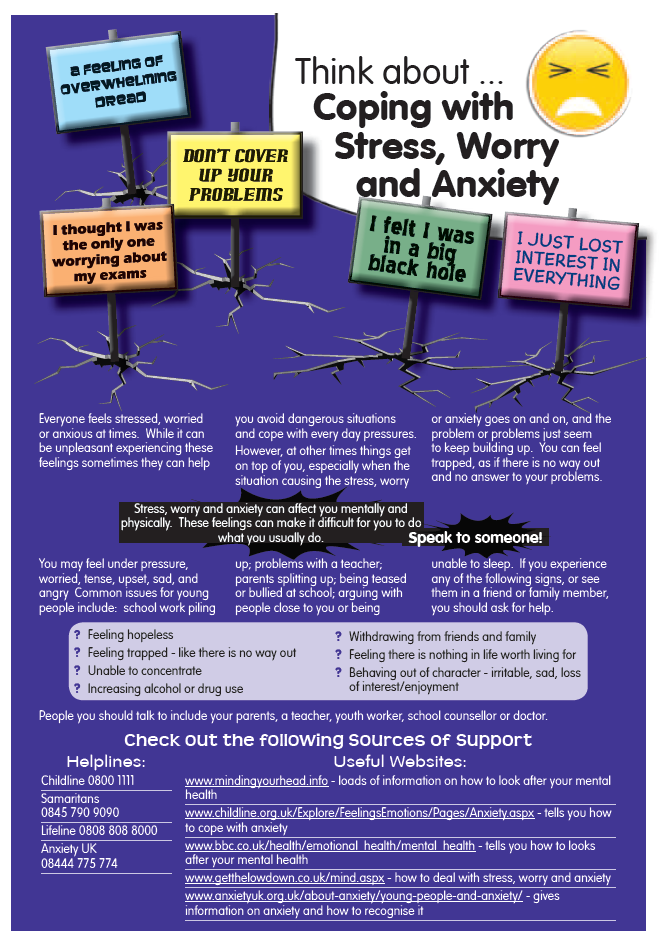 a FEELING OF
OVERWHELMING
DREAD
Think about ...
Coping with
Stress, Worry
and Anxiety
DON'T COVER
UP YOUR
PROBLEMS
I thought I was
the only one
worrying about
my exams
I felt I was
in a big
black hole
I JUST LOST
INTEREST IN
EVERYTHING
Everyone feels stressed, worried
or anxious at times.  While it can
be unpleasant experiencing these
feelings sometimes they can help
you avoid dangerous situations
and cope with every day pressures.
However, at other times things get
on top of you, especially when the
situation causing the stress, worry
or anxiety goes on and on, and the
problem or problems just seem
to keep building up.  You can feel
trapped, as if there is no way out
and no answer to your problems.
Stress, worry and anxiety can affect you mentally and
physically.  These feelings can make it difficult for you to do
what you usually do.
Speak to someone!
You may feel under pressure,
worried, tense, upset, sad, and
angry  Common issues for young
people include:  school work piling
up; problems with a teacher;
parents splitting up; being teased
or bullied at school; arguing with
people close to you or being
unable to sleep.  If you experience
any of the following signs, or see
them in a friend or family member,
you should ask for help.
? Feeling hopeless
? Feeling trapped - like there is no way out
? Unable to concentrate
? Increasing alcohol or drug use
? Withdrawing from friends and family
? Feeling there is nothing in life worth living for
? Behaving out of character - irritable, sad, loss
of interest/enjoyment
People you should talk to include your parents, a teacher, youth worker, school counsellor or doctor.
Check out the following Sources of Support
Helplines:
Childline 0800 1111
Samaritans
0845 790 9090
Lifeline 0808 808 8000
Anxiety UK
08444 775 774
Useful Websites:
www.mindingyourhead.info - loads of information on how to look after your mental
health
www.childline.org.uk/Explore/FeelingsEmotions/Pages/Anxiety.aspx - tells you how
to cope with anxiety
www.bbc.co.uk/health/emotional_health/mental_health - tells you how to looks
after your mental health
www.getthelowdown.co.uk/mind.aspx - how to deal with stress, worry and anxiety
www.anxietyuk.org.uk/about-anxiety/young-people-and-anxiety/ - gives
information on anxiety and how to recognise it